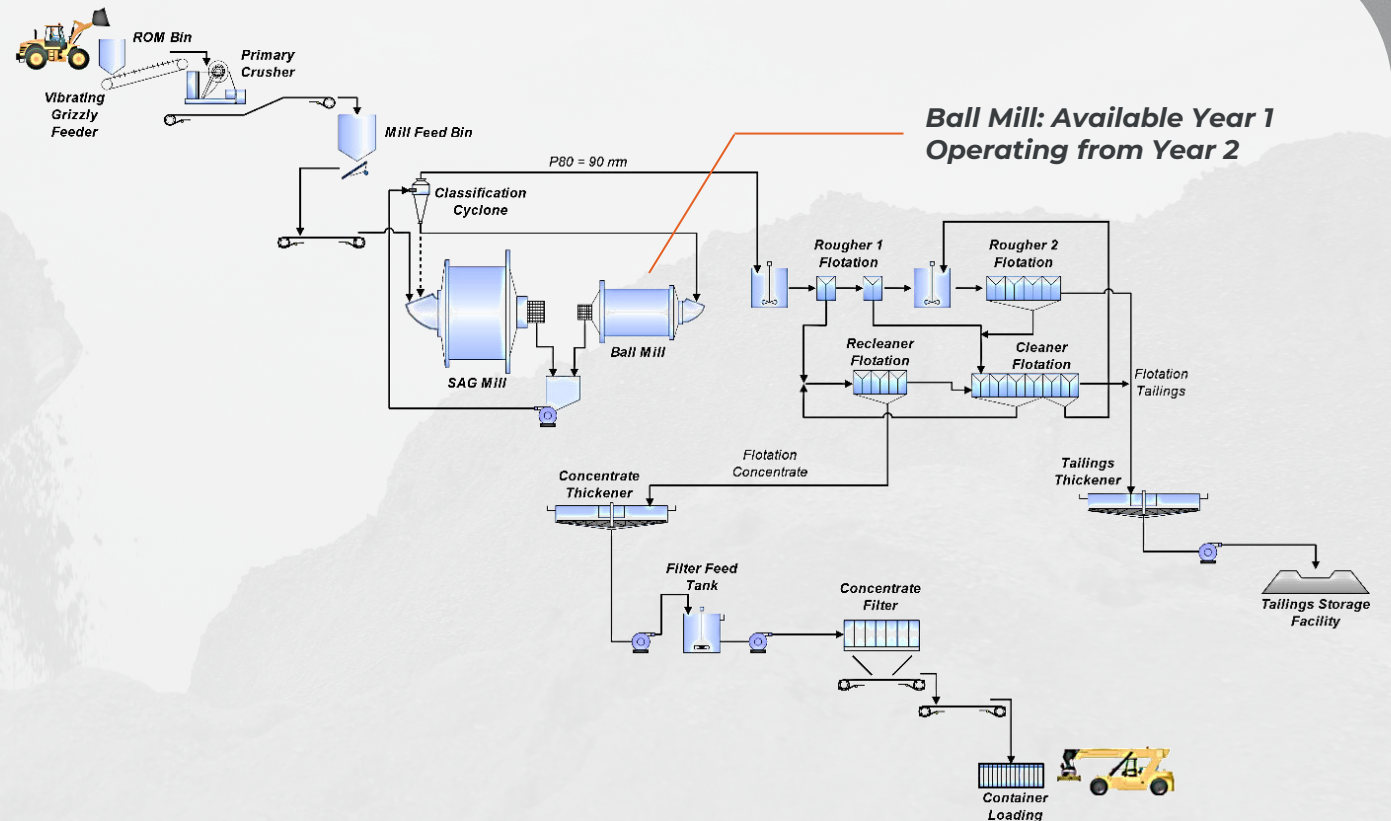 ROM Bin
Primary
Crusher
Vibrating
Grizzly
Feeder
Mill Feed Bin
Ball Mill: Available Year 1
Operating from Year 2
P80 = 90 mm
Classification
Cyclone
Rougher 1
Flotation
Rougher 2
Flotation
SAG Mill
Ball Mill
Recleaner
Flotation
Cleaner
Flotation
Flotation
Tailings
Flotation
Concentrate
Concentrate
Thickener
Tailings
Thickener
Filter Feed
Tank
Concentrate
Filter
Tailings Storage
Facility
Container
Loading